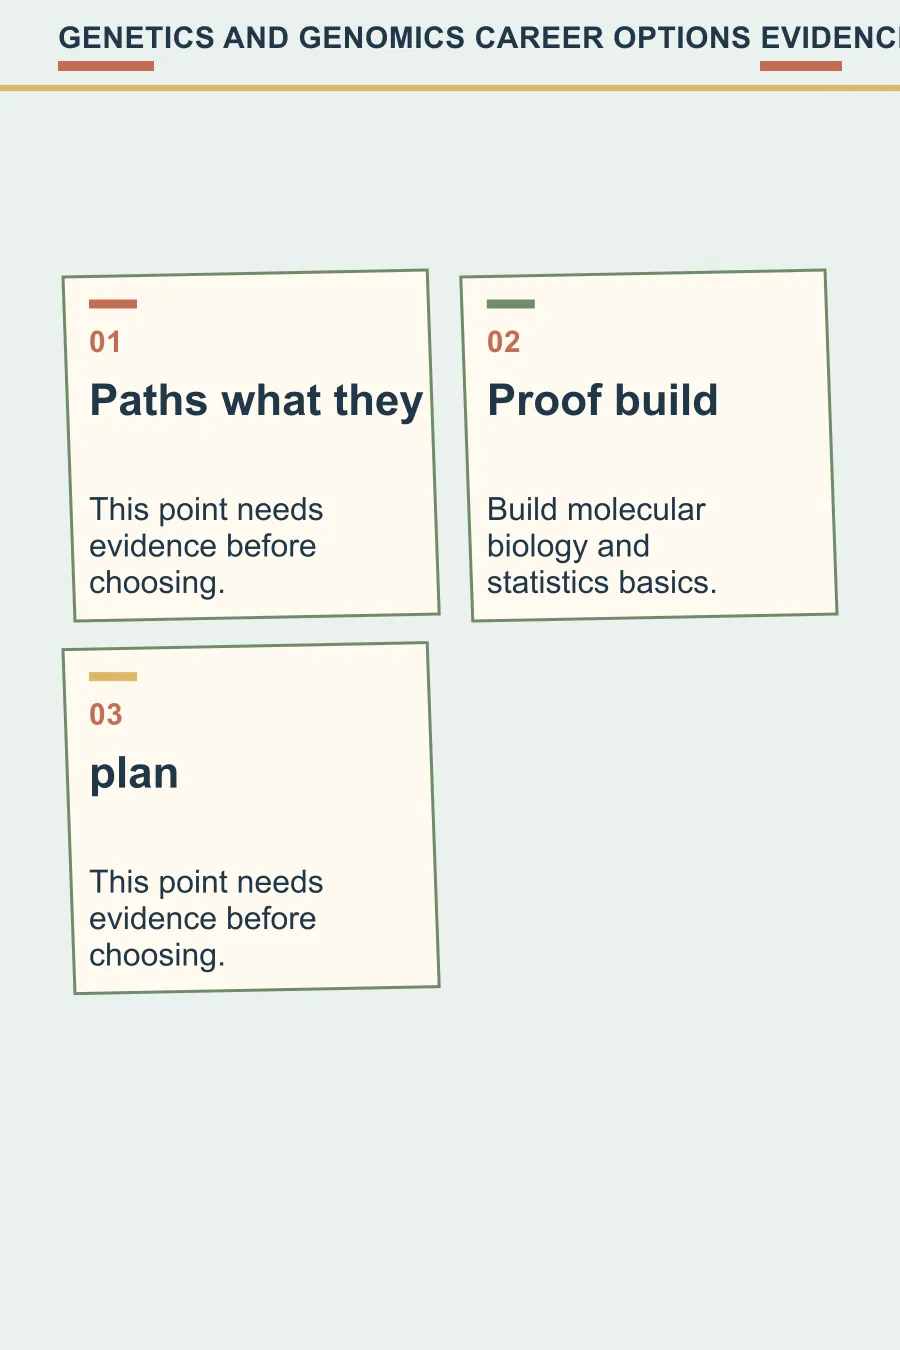 GENETICS AND GENOMICS CAREER OPTIONS EVIDENC
01
Paths what they
This point needs
evidence before
choosing.
02
Proof build
Build molecular
biology and
statistics basics.
03
plan
This point needs
evidence before
choosing.